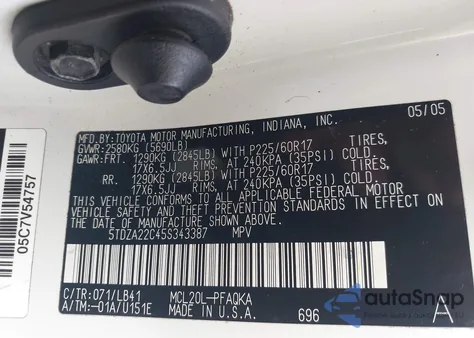 05/05
MFD.BY:TOYOTA MOTOR MANUFACTURING, INDIANA, INC.
GVWR:2580KG (5690LB)
GAWR:FRT. 1290KG (2845LB) WITH P225/60R17 TIRES,
17X6.5JJ RIMS, AT 240KPA (35PSI) COLD.
RR. 1290KG (2845LB) WITH P225/60R17 TIRES,
17X6.5JJ RIMS, AT 240KPA (35PSI) COLD.
THIS VEHICLE CONFORMS TO ALL APPLICABLE FEDERAL MOTOR
VEHICLE SAFETY AND BUMPER STANDARDS IN EFFECT ON
THE DATE OF MANUFACTURE SHOWN ABOVE.
5TDZA22C45S343387 MPV
C/TR:071/LB41 MCL20L-PFAQKA
A/TM:-01A/U151E MADE IN U.S.A. 696 A
05C7V54757
autoSnap